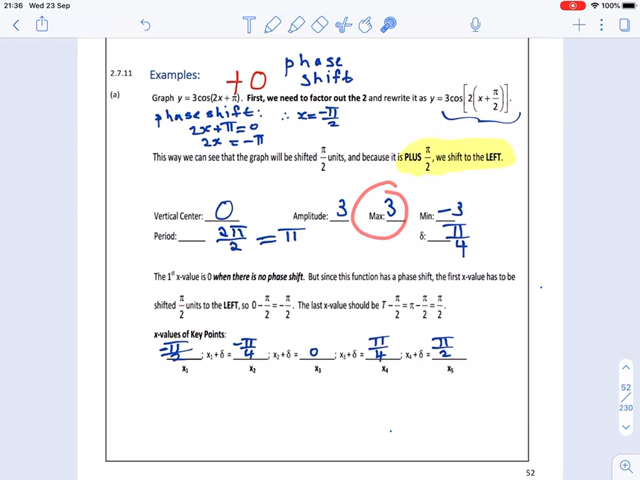 21:36 Wed 23 Sep
100%
phase
shift
+0
2.7.11 Examples:
(a) Graph y = 3cos(2x + π). First, we need to factor out the 2 and rewrite it as y = 3cos[2(x + π/2)].
phase shift: ∴ x = -π/2
2x+π=0
2x = -π
This way we can see that the graph will be shifted π/2 units, and because it is PLUS π/2, we shift to the LEFT.
Vertical Center: 0 Amplitude: 3 Max: 3 Min: -3
Period: 2π/2 = π δ: π/4
The 1st x-value is 0 when there is no phase shift. But since this function has a phase shift, the first x-value has to be
shifted π/2 units to the LEFT, so 0 - π/2 = -π/2. The last x-value should be T - π/2 = π - π/2 = π/2.
x-values of Key Points:
-π/2; x1 + δ = -π/4; x2 + δ = 0; x3 + δ = π/4; x4 + δ = π/2
x1 x2 x3 x4 x5
52
52
230